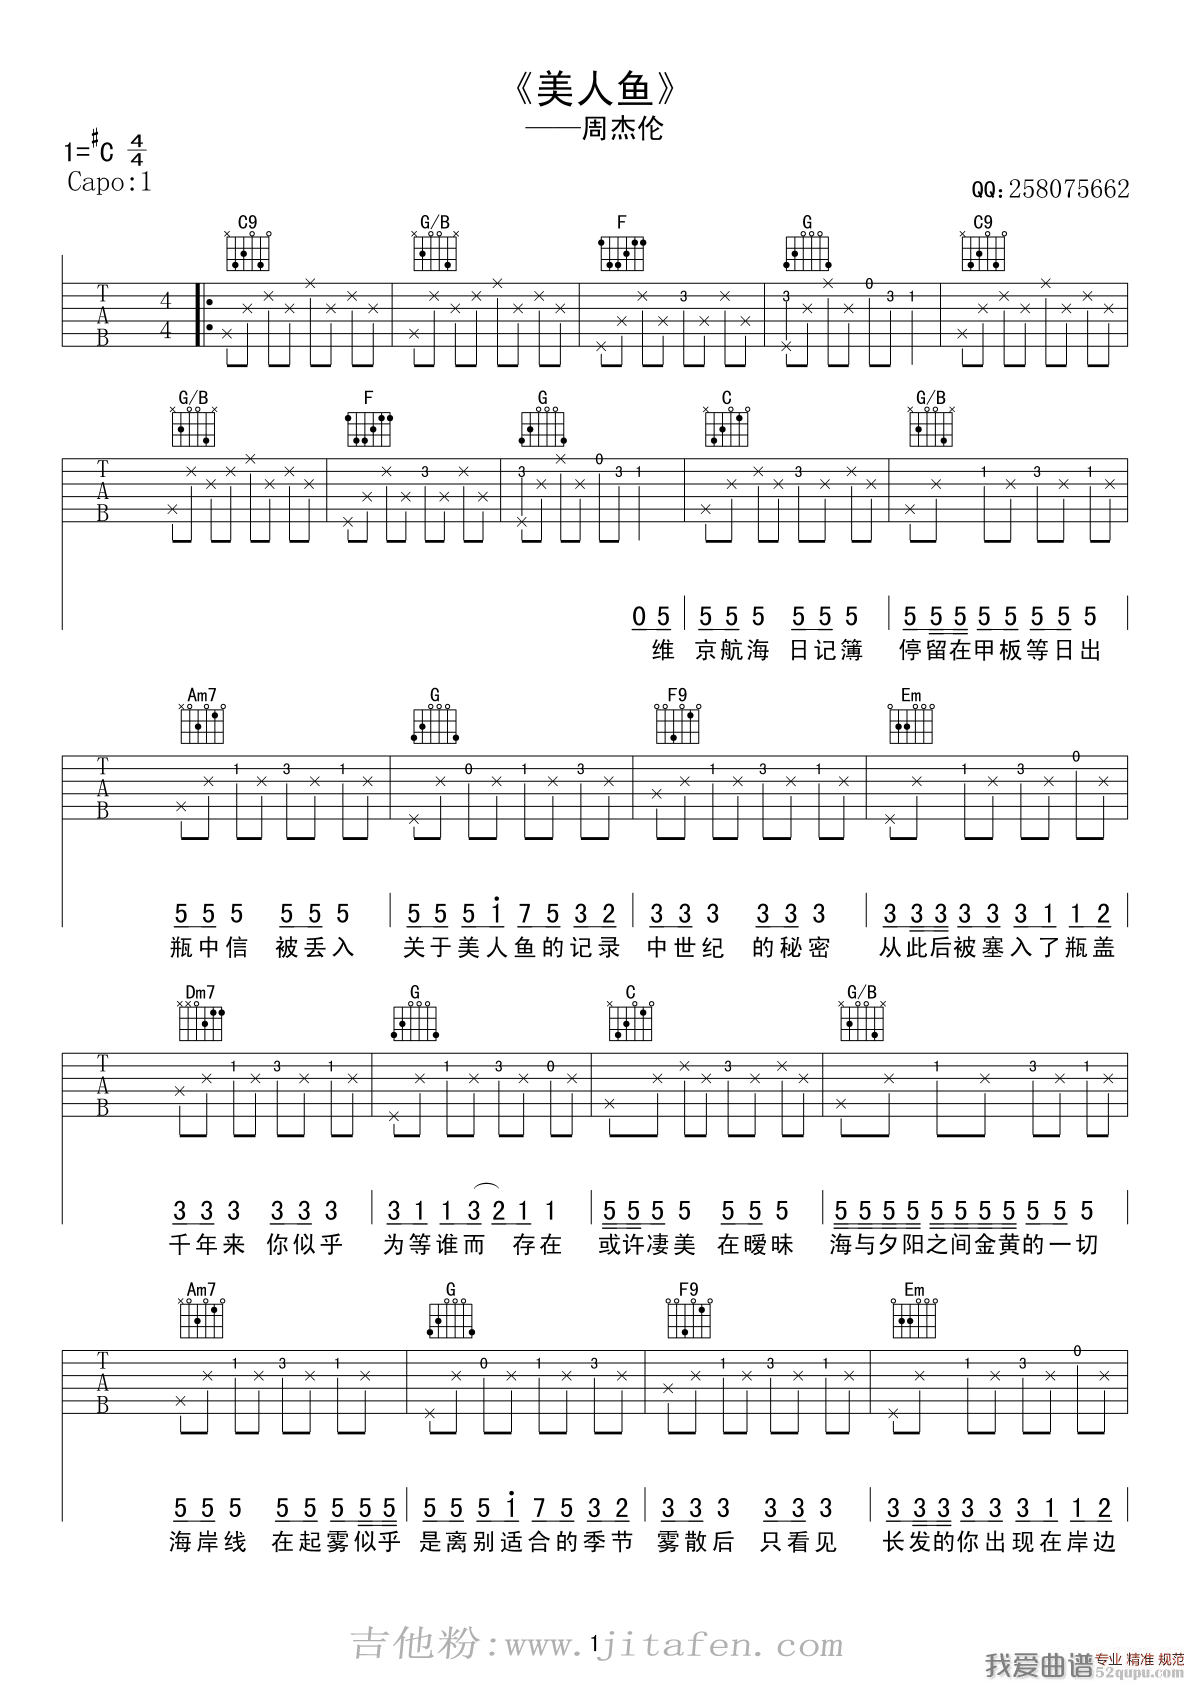 《美人鱼》
——周杰伦
1=#C 4/4
Capo:1
QQ:258075662
C9 G/B F G C9
T A B 4 4 3 3 0 3 1
G/B F G C G/B
T A B 3 3 0 3 1 3 1 3 1
0 5 5 5 5 5 5 5 5 5 5 5 5 5 5
维 京航海 日记簿 停留在甲板等日出
Am7 G F9 Em
T A B 1 3 1 0 1 3 1 3 1 1 3 0
5 5 5 5 5 5 5 5 5 1 7 5 3 2 3 3 3 3 3 3 3 3 3 3 3 1 1 2
瓶中信 被丢入 关于美人鱼的记录 中世纪 的秘密 从此后被塞入了瓶盖
Dm7 G C G/B
T A B 1 3 1 1 3 0 3 1 3 1
3 3 3 3 3 3 3 1 1 3 2 1 1 5 5 5 5 5 5 5 5 5 5 5 5 5 5 5 5 5 5
千年来 你似乎 为等谁而 存在 或许凄美 在暧昧 海与夕阳之间金黄的一切
Am7 G F9 Em
T A B 1 3 1 0 1 3 1 3 1 1 3 0
5 5 5 5 5 5 5 5 5 5 5 1 7 5 3 2 3 3 3 3 3 3 3 3 3 3 3 1 1 2
海岸线 在起雾似乎 是离别适合的季节 雾散后 只看见 长发的你出现在岸边
吉他粉:www.jitafen.com
1
我爱曲谱 专业 精准 规范
52qupu.com